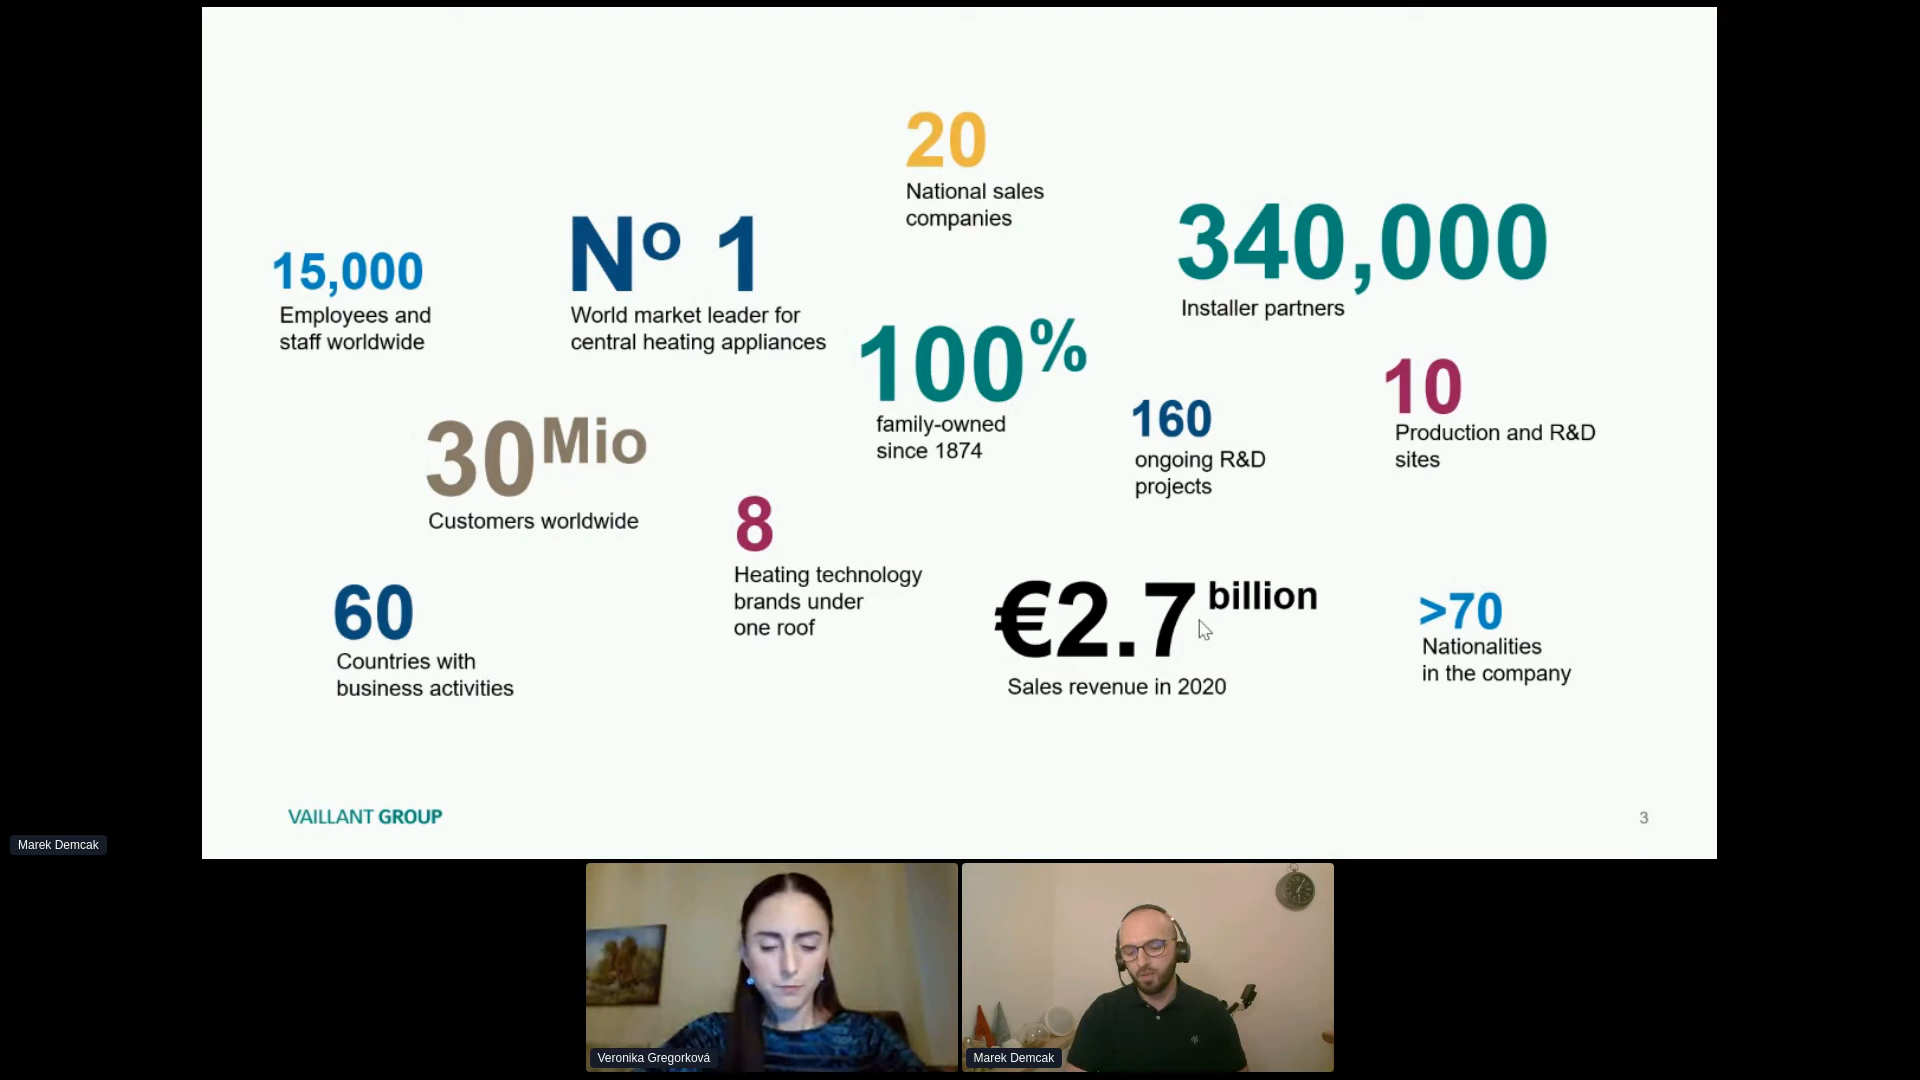 20
National sales
companies
340,000
Installer partners
Nº 1
World market leader for
central heating appliances
15,000
Employees and
staff worldwide
100%
family-owned
since 1874
10
Production and R&D
sites
160
ongoing R&D
projects
30 Mio
Customers worldwide
8
Heating technology
brands under
one roof
€2.7 billion
Sales revenue in 2020
>70
Nationalities
in the company
60
Countries with
business activities
VAILLANT GROUP
3
Marek Demcak
Veronika Gregorková
Marek Demcak